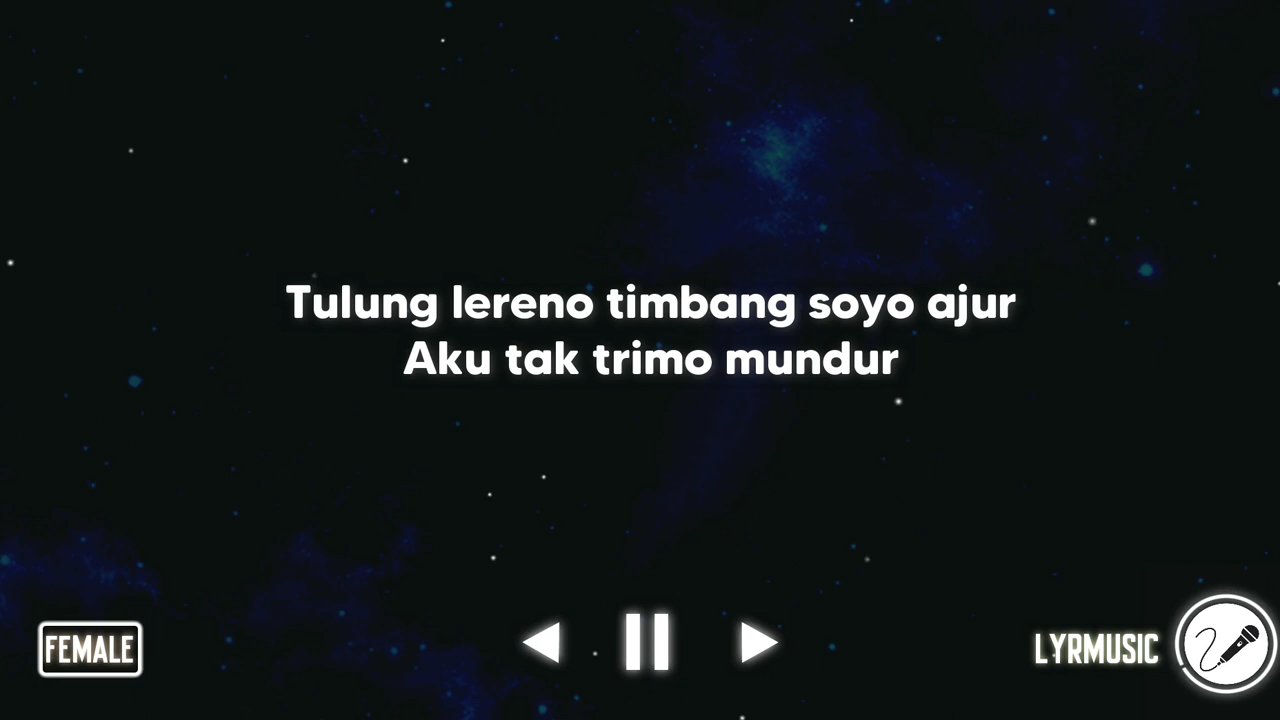 Tulung lereno timbang soyo ajur
Aku tak trimo mundur
FEMALE
LYRMUSIC